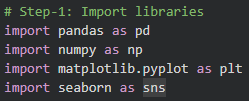 # Step-1: Import libraries
import pandas as pd
import numpy as np
import matplotlib.pyplot as plt
import seaborn as sns